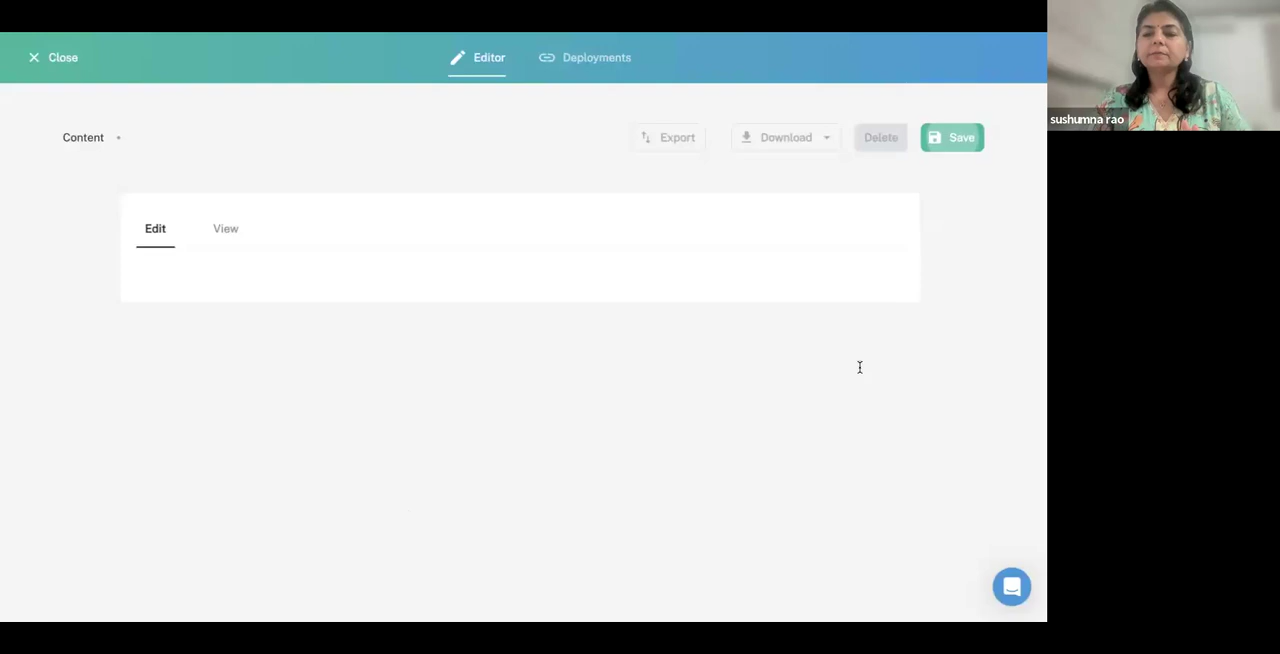 Close
Editor
Deployments
sushumna rao
Content
Export
Download
Delete
Save
Edit
View